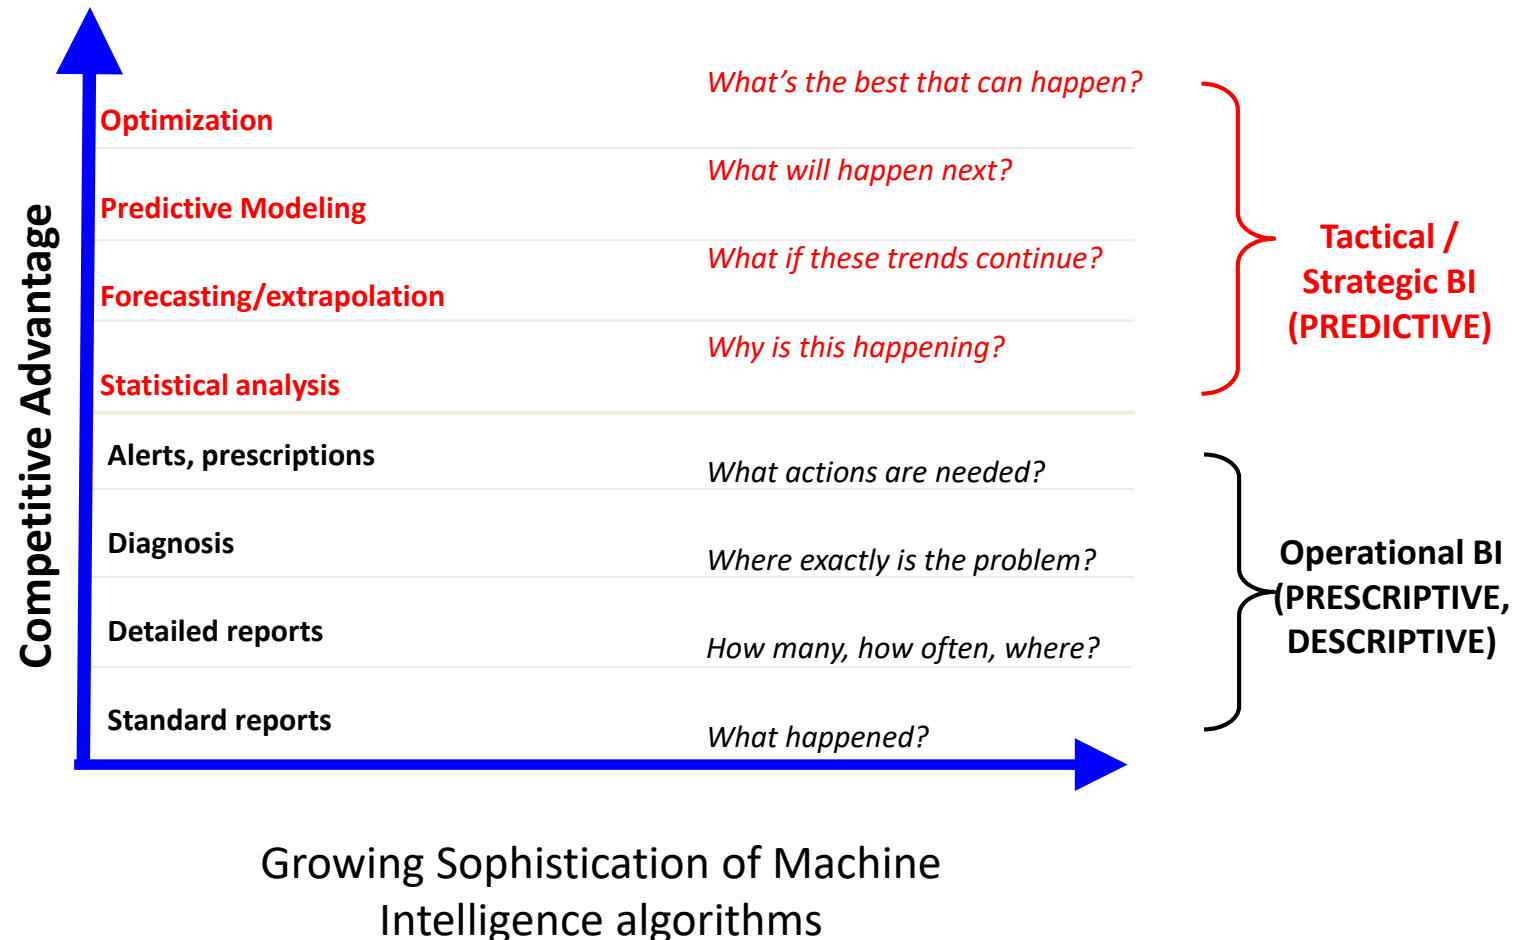 Competitive Advantage
What’s the best that can happen?
Optimization
What will happen next?
Predictive Modeling
What if these trends continue?
Forecasting/extrapolation
Why is this happening?
Statistical analysis
Tactical /
Strategic BI
(PREDICTIVE)
Alerts, prescriptions
What actions are needed?
Diagnosis
Where exactly is the problem?
Detailed reports
How many, how often, where?
Standard reports
What happened?
Operational BI
(PRESCRIPTIVE,
DESCRIPTIVE)
Growing Sophistication of Machine
Intelligence algorithms